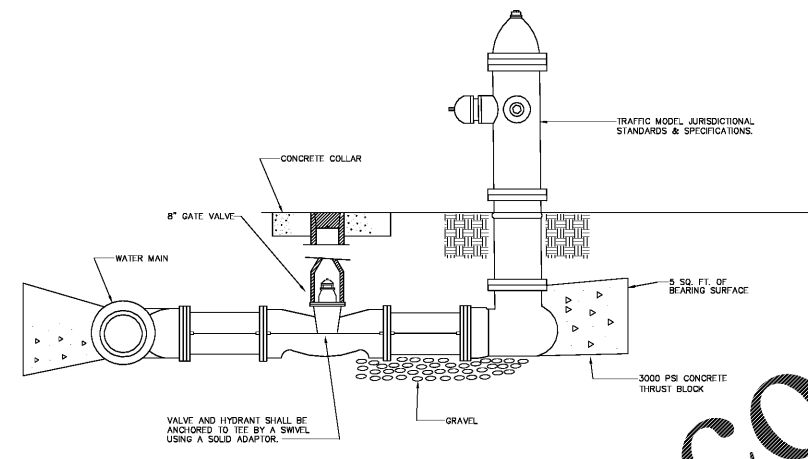 TRAFFIC MODEL JURISDICTIONAL
STANDARDS & SPECIFICATIONS.
CONCRETE COLLAR
8" GATE VALVE
WATER MAIN
5 SQ. FT. OF
BEARING SURFACE
3000 PSI CONCRETE
THRUST BLOCK
VALVE AND HYDRANT SHALL BE
ANCHORED TO TEE BY A SWIVEL
USING A SOLID ADAPTOR.
GRAVEL